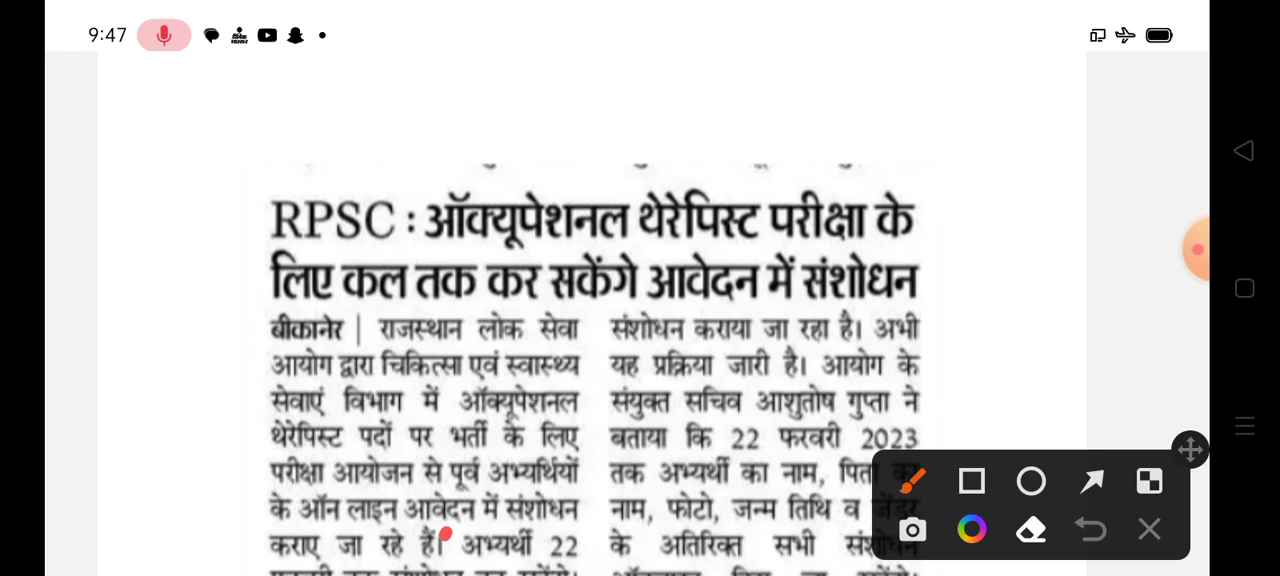 9:47
RPSC : ऑक्यूपेशनल थेरेपिस्ट परीक्षा के
लिए कल तक कर सकेंगे आवेदन में संशोधन
बीकानेर | राजस्थान लोक सेवा
आयोग द्वारा चिकित्सा एवं स्वास्थ्य
सेवाएं विभाग में ऑक्यूपेशनल
थेरेपिस्ट पदों पर भर्ती के लिए
परीक्षा आयोजन से पूर्व अभ्यर्थियों
के ऑन लाइन आवेदन में संशोधन
कराए जा रहे हैं। अभ्यर्थी 22
संशोधन कराया जा रहा है। अभी
यह प्रक्रिया जारी है। आयोग के
संयुक्त सचिव आशुतोष गुप्ता ने
बताया कि 22 फरवरी 2023
तक अभ्यर्थी का नाम, पिता का
नाम, फोटो, जन्म तिथि व जेंडर
के अतिरिक्त सभी संशोधन